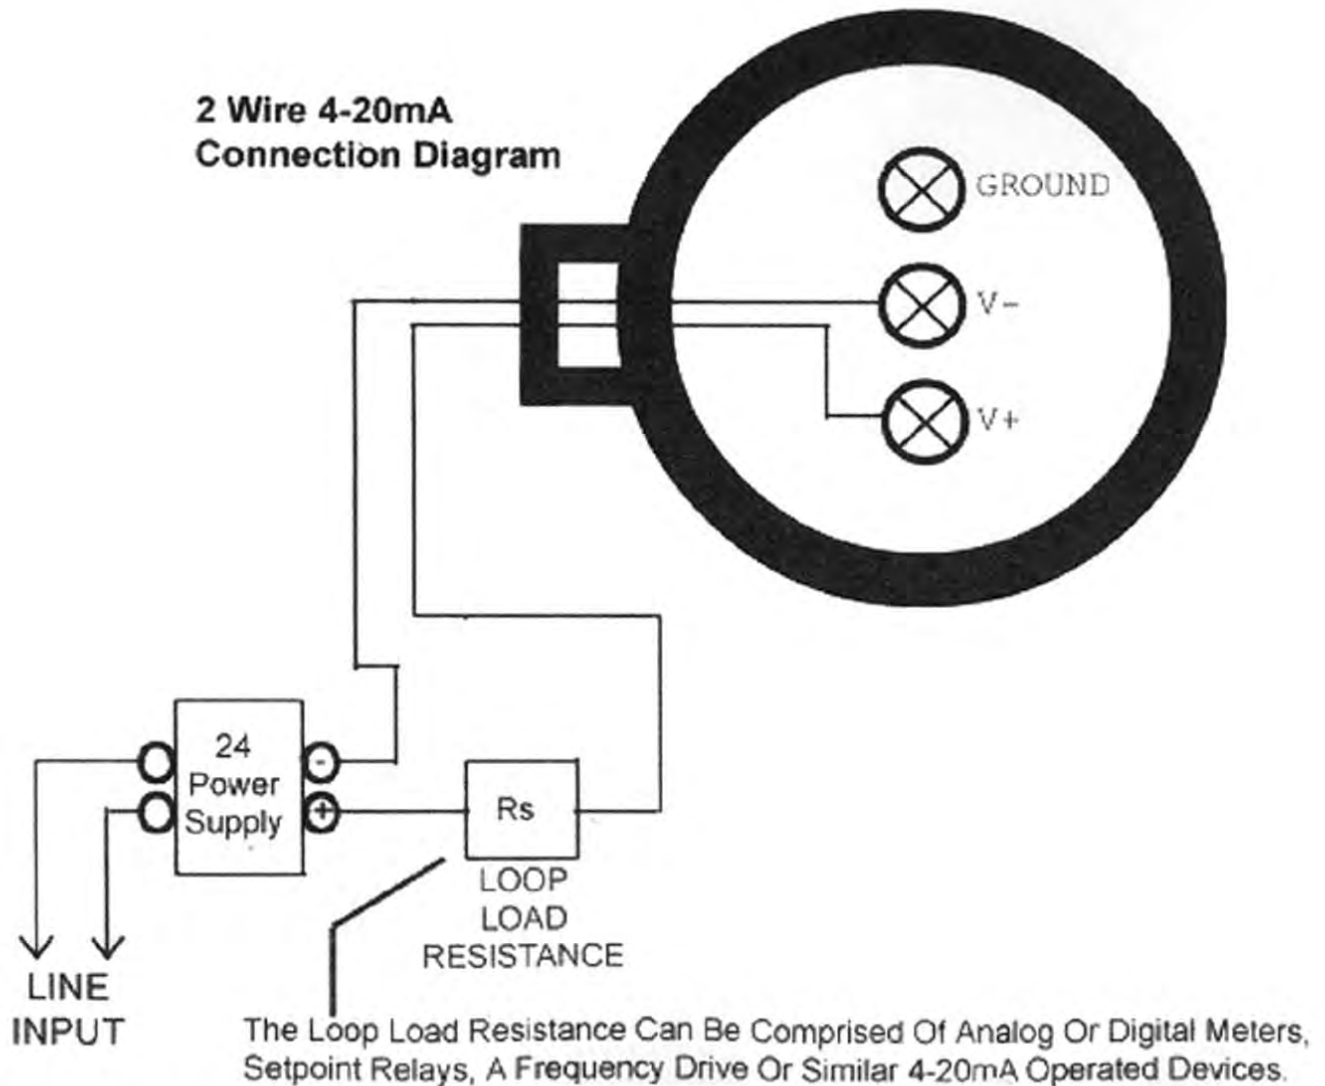 2 Wire 4-20mA
Connection Diagram
GROUND
V-
V+
24
Power
Supply
-
+
Rs
LOOP
LOAD
RESISTANCE
LINE
INPUT
The Loop Load Resistance Can Be Comprised Of Analog Or Digital Meters,
Setpoint Relays, A Frequency Drive Or Similar 4-20mA Operated Devices.